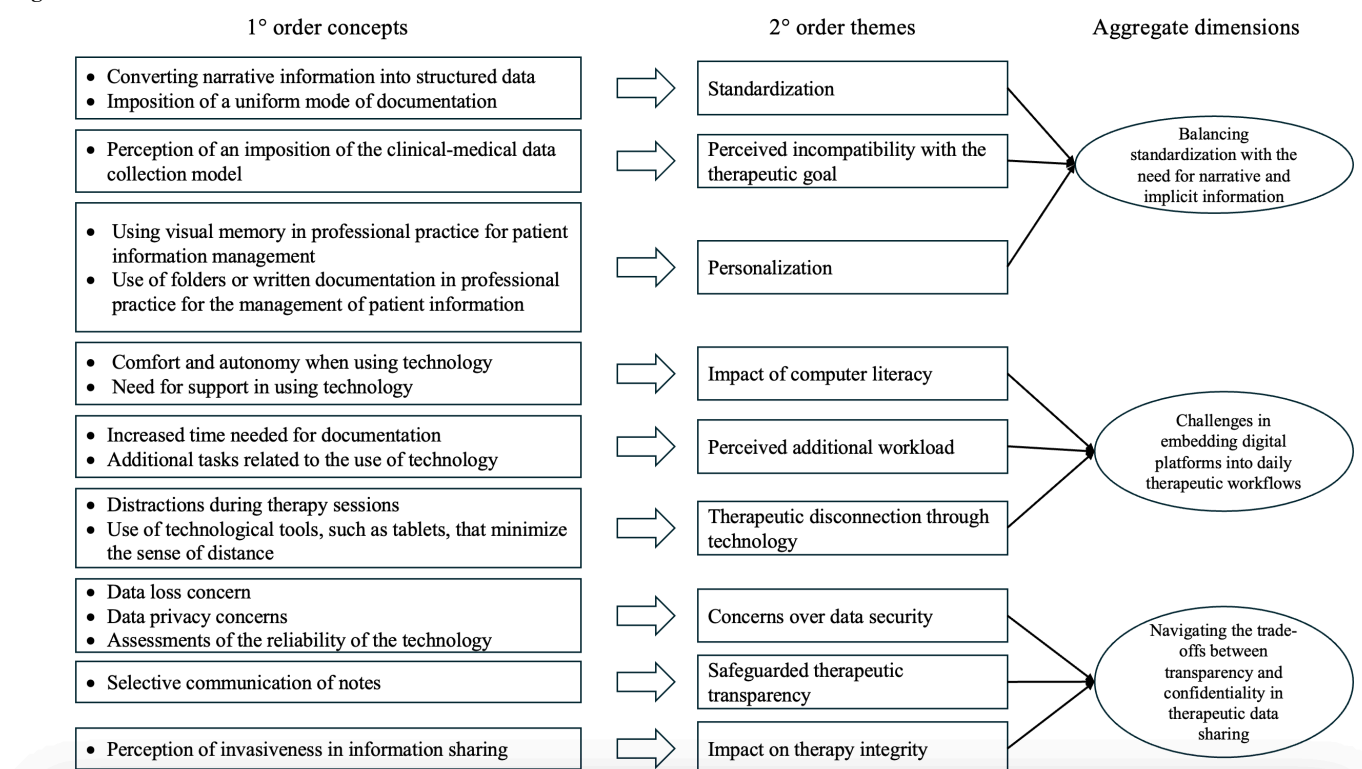 1° order concepts
2° order themes
Aggregate dimensions
• Converting narrative information into structured data
• Imposition of a uniform mode of documentation
Standardization
• Perception of an imposition of the clinical-medical data
collection model
Perceived incompatibility with the
therapeutic goal
• Using visual memory in professional practice for patient
information management
• Use of folders or written documentation in professional
practice for the management of patient information
Personalization
Balancing
standardization with the
need for narrative and
implicit information
• Comfort and autonomy when using technology
• Need for support in using technology
Impact of computer literacy
• Increased time needed for documentation
• Additional tasks related to the use of technology
Perceived additional workload
• Distractions during therapy sessions
• Use of technological tools, such as tablets, that minimize
the sense of distance
Therapeutic disconnection through
technology
Challenges in
embedding digital
platforms into daily
therapeutic workflows
• Data loss concern
• Data privacy concerns
• Assessments of the reliability of the technology
Concerns over data security
• Selective communication of notes
Safeguarded therapeutic
transparency
• Perception of invasiveness in information sharing
Impact on therapy integrity
Navigating the trade-
offs between
transparency and
confidentiality in
therapeutic data
sharing